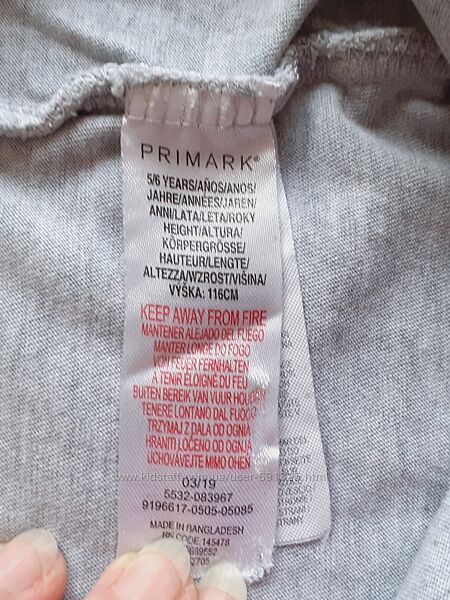 PRIMARK®
5/6 YEARS/AÑOS/ANOS/
JAHRE/ANNÉES/JAREN/
ANNI/LATA/LETA/ROKY
HEIGHT/ALTURA/
KÖRPERGRÖSSE/
HAUTEUR/LENGTE/
ALTEZZA/WZROST/VIŠINA/
VÝŠKA: 116CM
KEEP AWAY FROM FIRE
MANTENER ALEJADO DEL FUEGO
MANTER LONGE DO FOGO
VON FEUER FERNHALTEN
A TENIR ÉLOIGNÉ DU FEU
BUITEN BEREIK VAN VUUR HOUDEN
TENERE LONTANO DAL FUOCO
TRZYMAJ Z DALA OD OGNIA
HRANITI LOČENO OD OGNJA
UCHOVÁVEJTE MIMO OHEŇ
03/19
5532-083967
9196617-0505-05085
MADE IN BANGLADESH
RN CODE: 145478